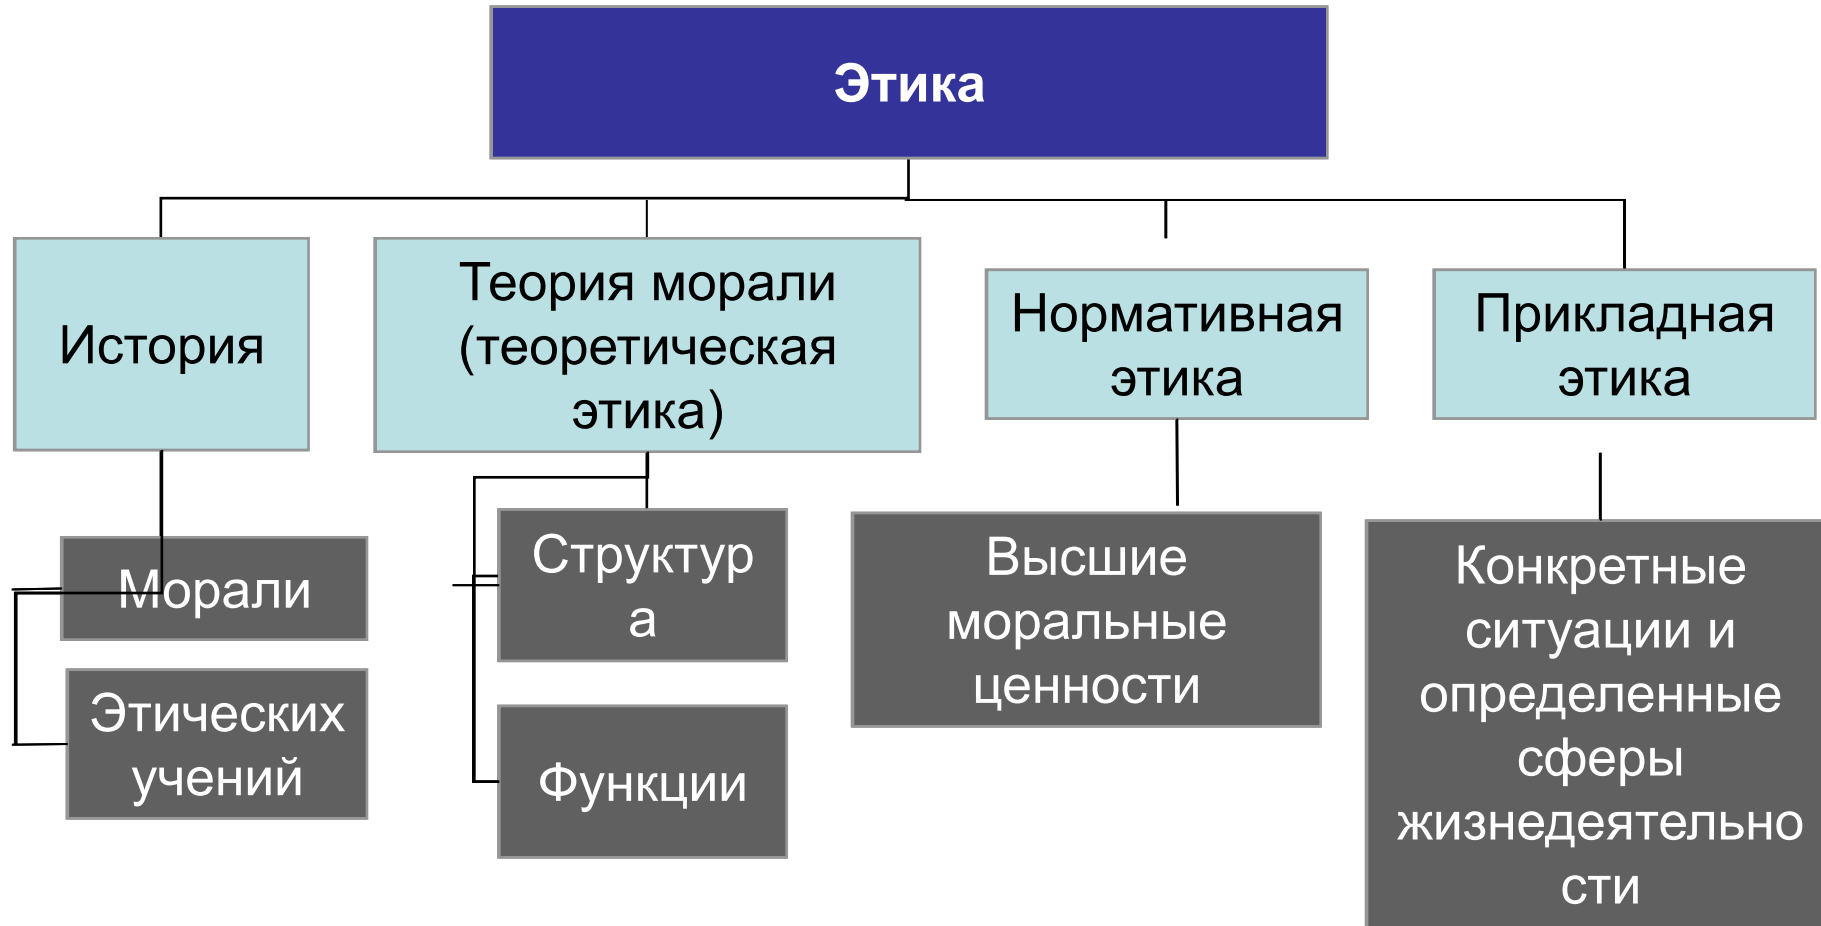 Этика
История
Теория морали
(теоретическая
этика)
Нормативная
этика
Прикладная
этика
Морали
Этических
учений
Структур
а
Функции
Высшие
моральные
ценности
Конкретные
ситуации и
определенные
сферы
жизнедеятельно
сти